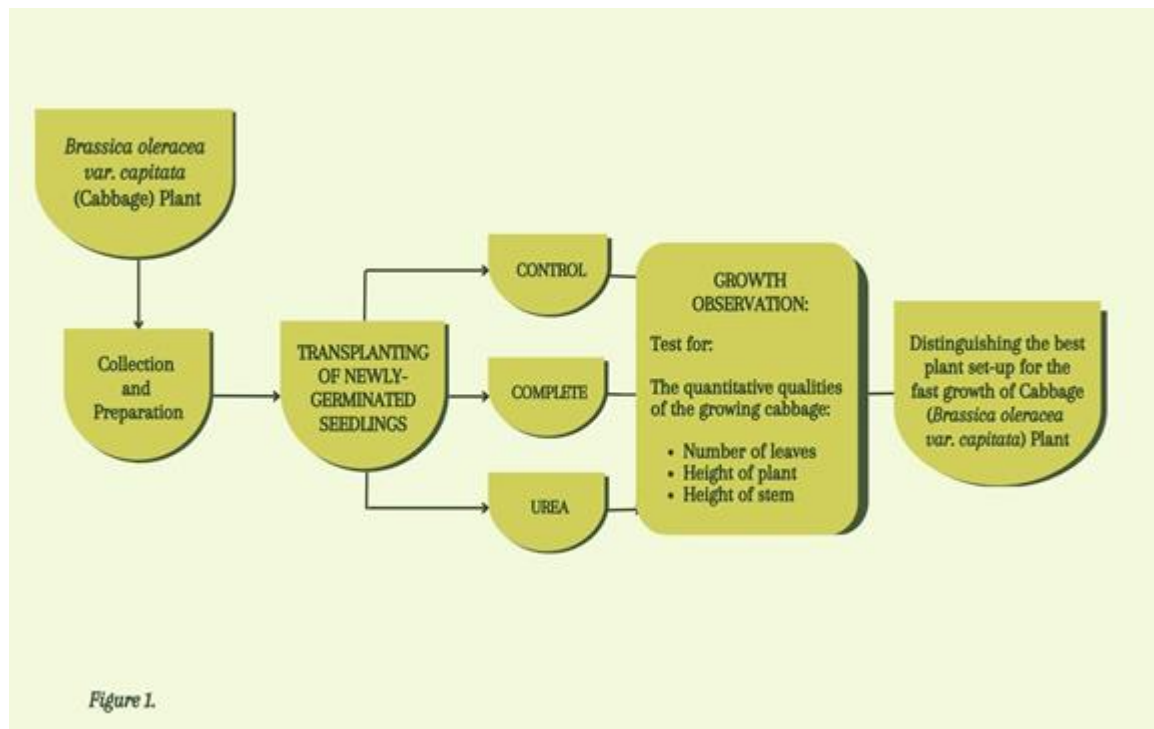 Brassica oleracea
var. capitata
(Cabbage) Plant
Collection
and
Preparation
TRANSPLANTING
OF NEWLY-
GERMINATED
SEEDLINGS
CONTROL
COMPLETE
UREA
GROWTH
OBSERVATION:
Test for:
The quantitative qualities
of the growing cabbage:
• Number of leaves
• Height of plant
• Height of stem
Distinguishing the best
plant set-up for the
fast growth of Cabbage
(Brassica oleracea
var. capitata) Plant
Figure 1.